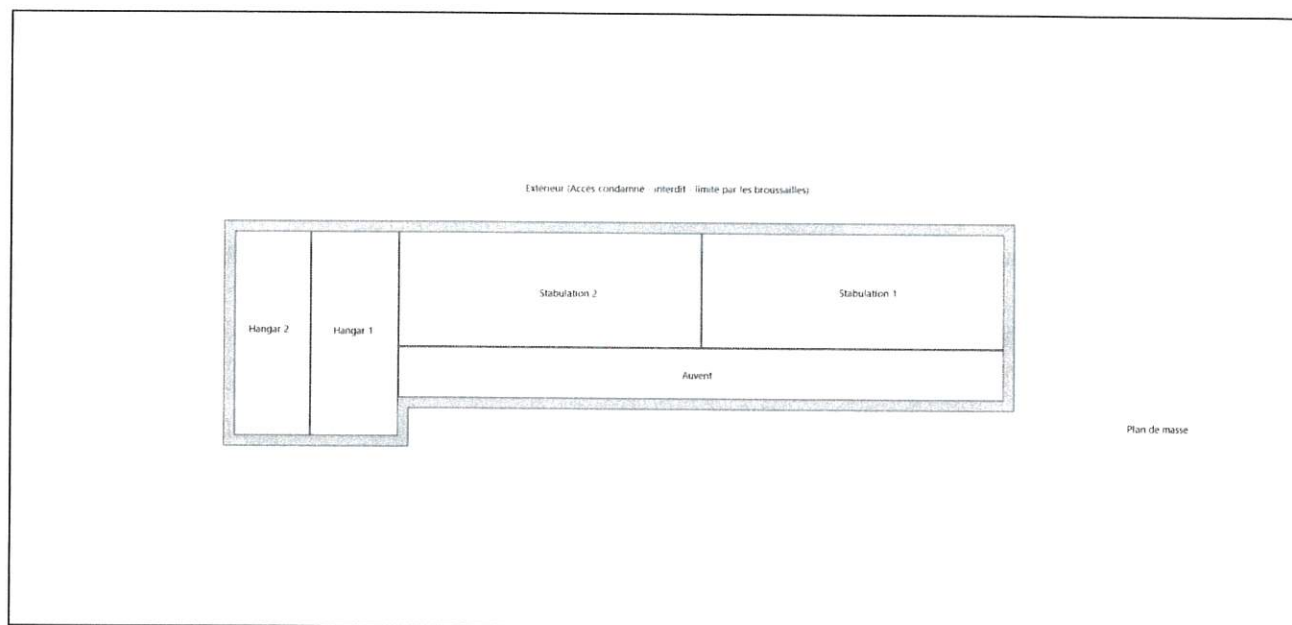 Extérieur (Accès condamné - interdit - limité par les broussailles)
Stabulation 2
Stabulation 1
Hangar 2
Hangar 1
Auvent
Plan de masse